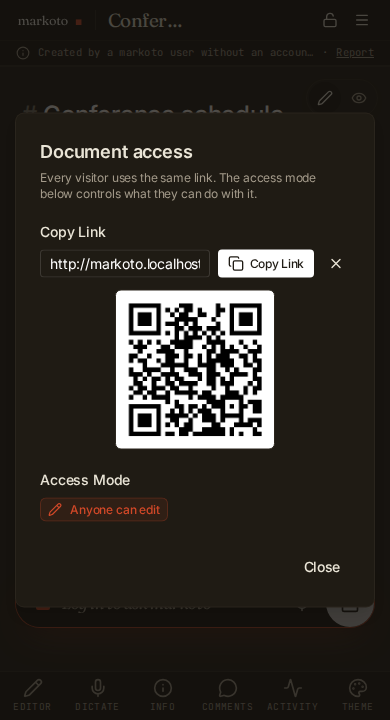 markoto
Confer...
Created by a markoto user without an accoun... · Report
# Conference schedule
Document access
Every visitor uses the same link. The access mode
below controls what they can do with it.
Copy Link
http://markoto.localhost
Copy Link
Access Mode
Anyone can edit
Close
EDITOR
DICTATE
INFO
COMMENTS
ACTIVITY
THEME